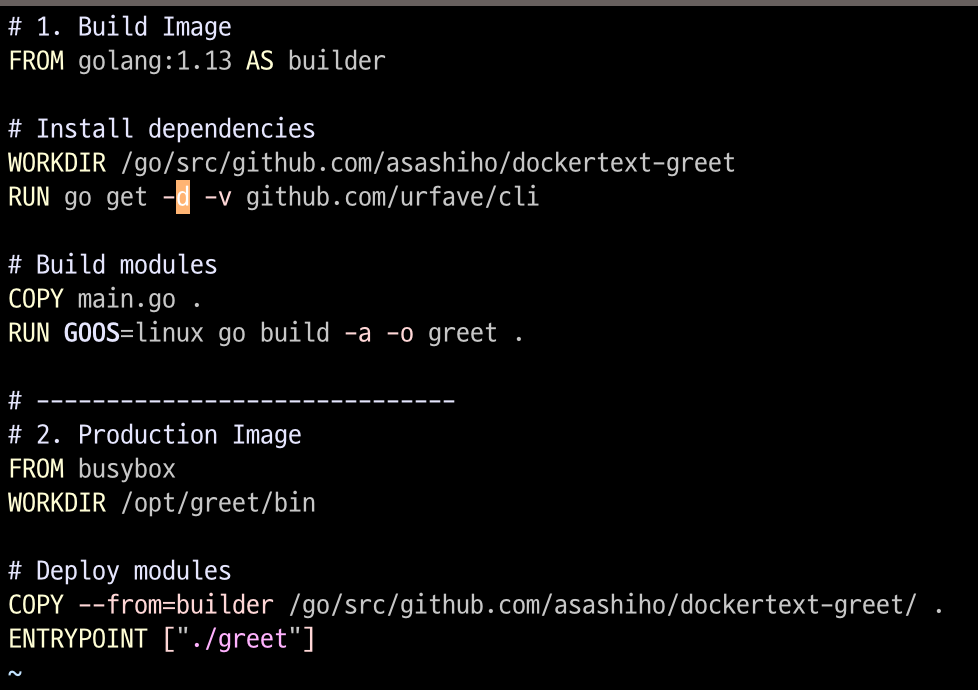 # 1. Build Image
FROM golang:1.13 AS builder

# Install dependencies
WORKDIR /go/src/github.com/asashiho/dockertext-greet
RUN go get -d -v github.com/urfave/cli

# Build modules
COPY main.go .
RUN GOOS=linux go build -a -o greet .

# ------------------------------
# 2. Production Image
FROM busybox
WORKDIR /opt/greet/bin

# Deploy modules
COPY --from=builder /go/src/github.com/asashiho/dockertext-greet/ .
ENTRYPOINT ["./greet"]
~